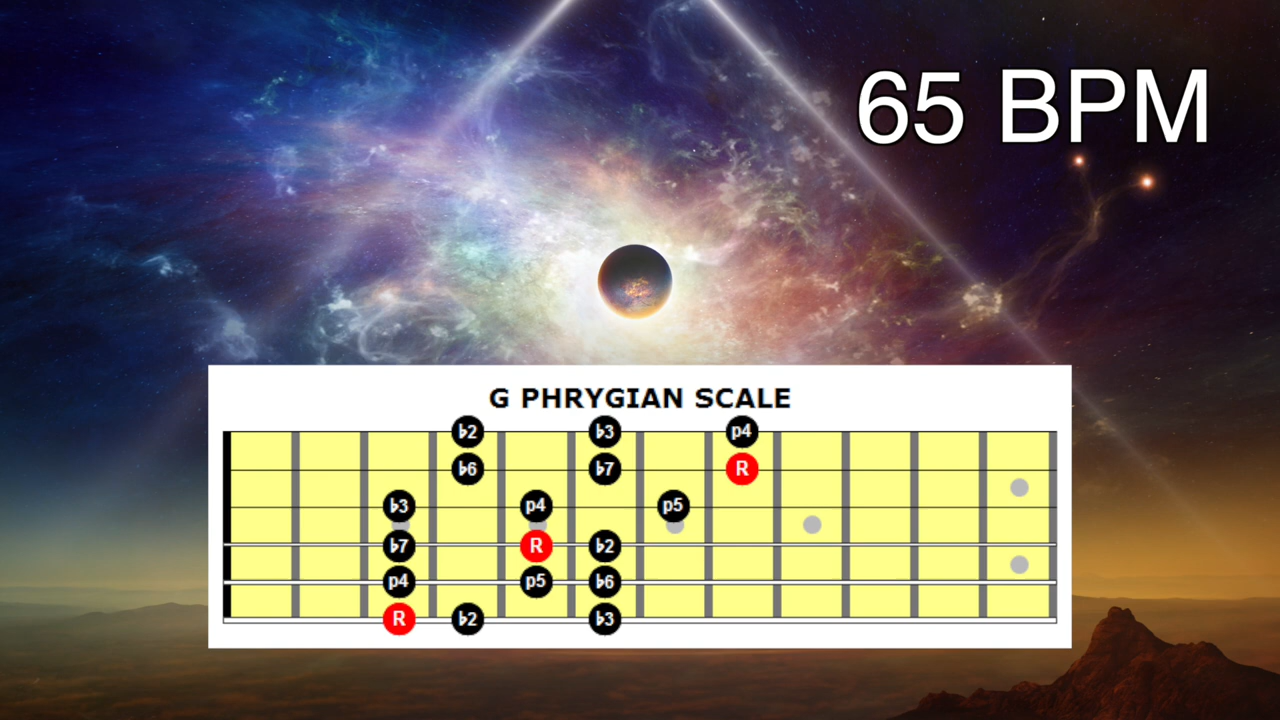 65 BPM
G PHRYGIAN SCALE
♭2 ♭3 p4
♭6 ♭7 R
♭3 p4 p5
♭7 R ♭2
p4 p5 ♭6
R ♭2 ♭3